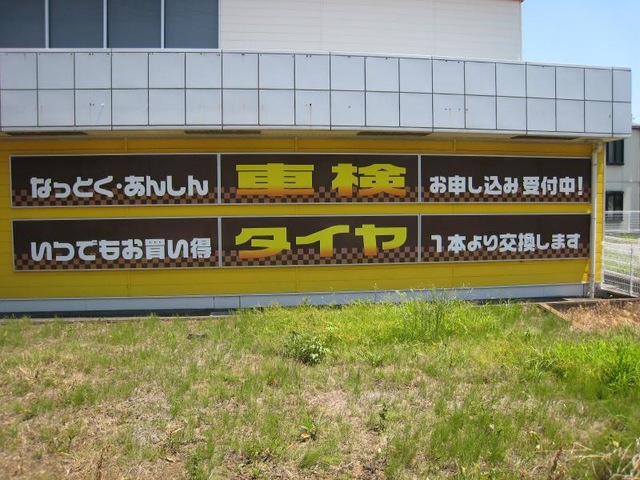 なっとく・あんしん 車検 お申し込み受付中!
いつでもお買い得 タイヤ 1本より交換します